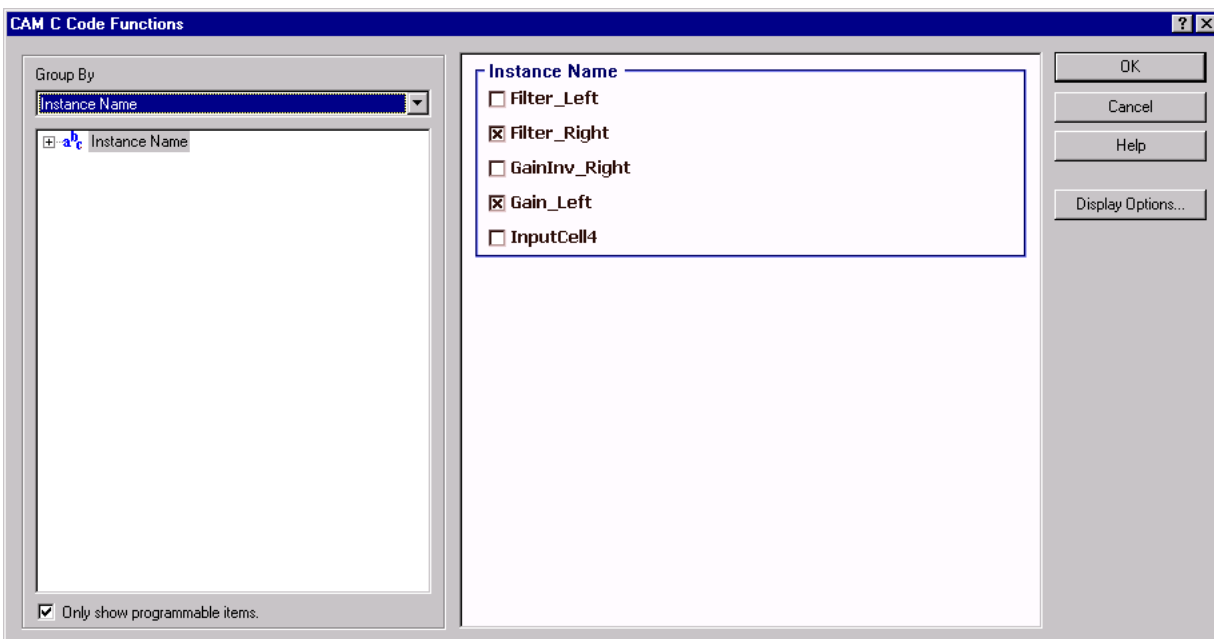 CAM C Code Functions
Group By
Instance Name
abc Instance Name
Only show programmable items.
Instance Name
Filter_Left
Filter_Right
GainInv_Right
Gain_Left
InputCell4
OK
Cancel
Help
Display Options...